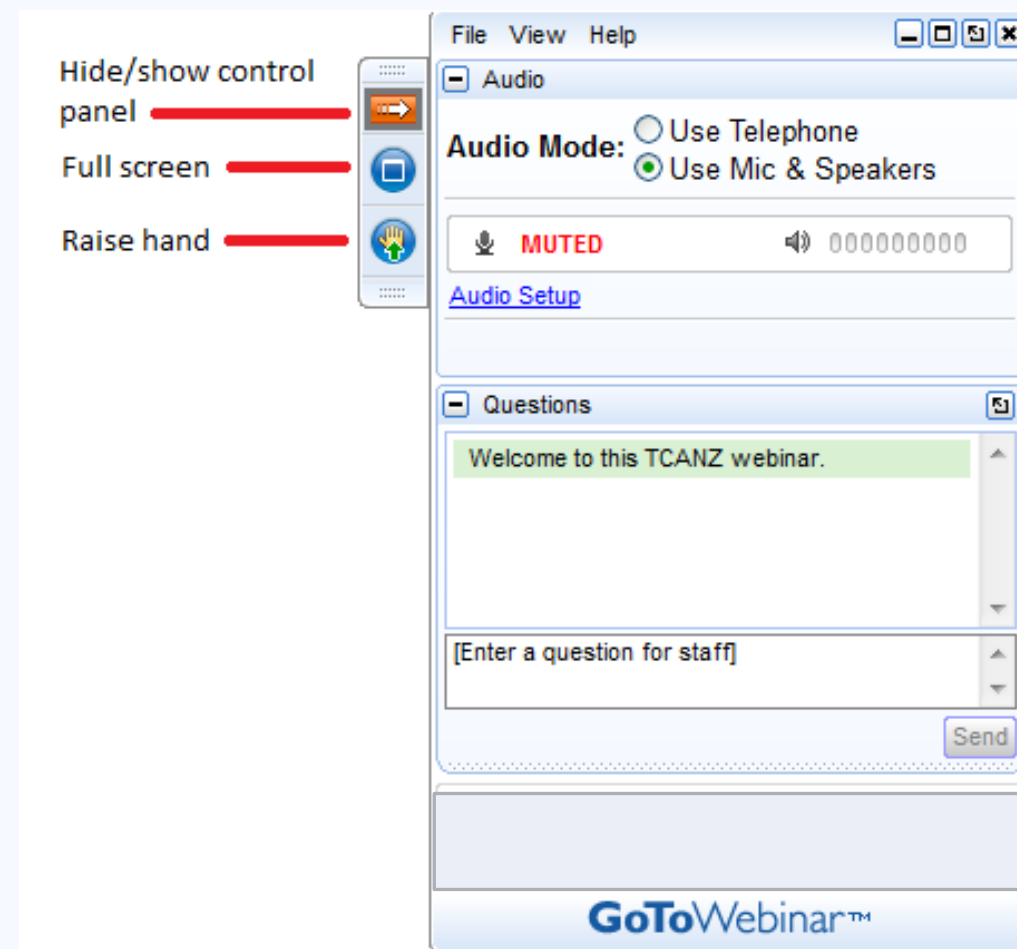 Hide/show control
panel
Full screen
Raise hand
File View Help
Audio
Audio Mode:
Use Telephone
Use Mic & Speakers
MUTED
000000000
Audio Setup
Questions
Welcome to this TCANZ webinar.
[Enter a question for staff]
Send
GoToWebinar™